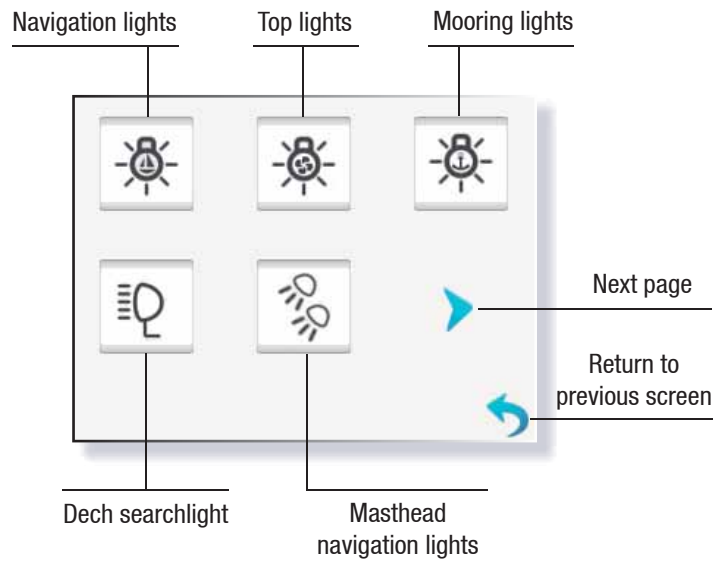 Navigation lights
Top lights
Mooring lights
Next page
Return to
previous screen
Dech searchlight
Masthead
navigation lights